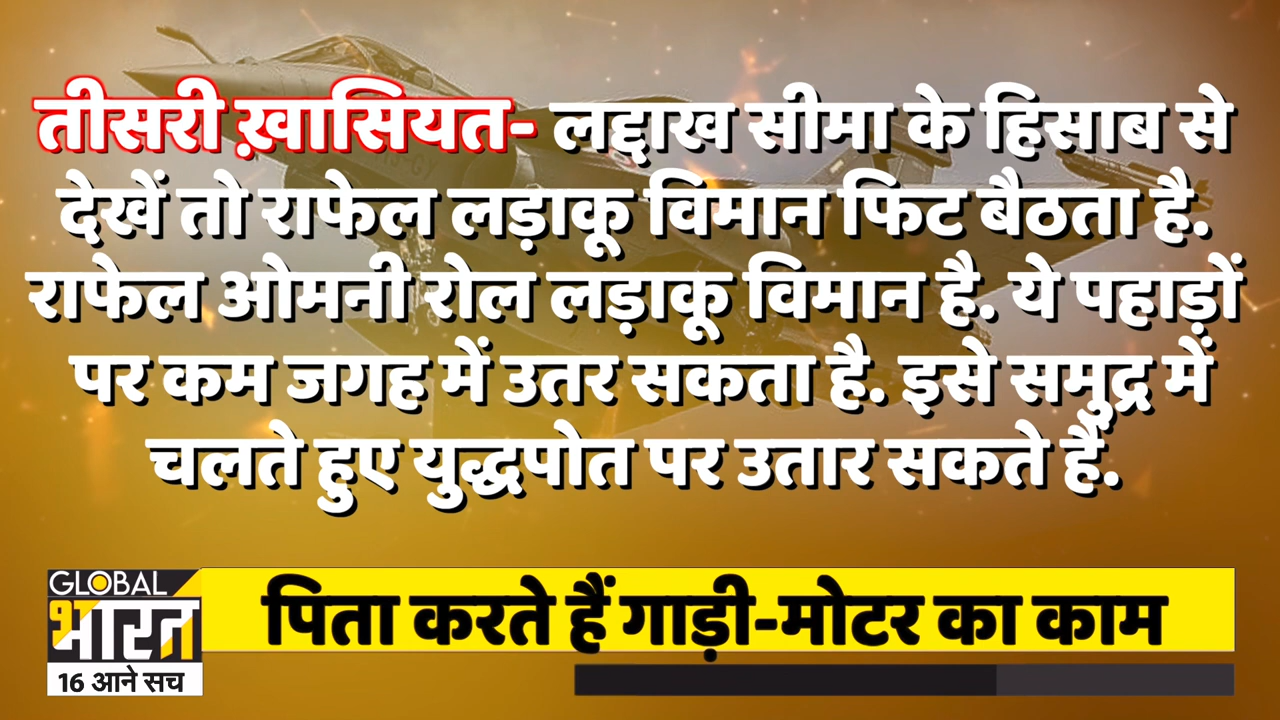 तीसरी ख़ासियत- लद्दाख सीमा के हिसाब से
देखें तो राफेल लड़ाकू विमान फिट बैठता है.
राफेल ओमनी रोल लड़ाकू विमान है. ये पहाड़ों
पर कम जगह में उतर सकता है. इसे समुद्र में
चलते हुए युद्धपोत पर उतार सकते हैं.
GLOBAL
भारत
16 आने सच
पिता करते हैं गाड़ी-मोटर का काम